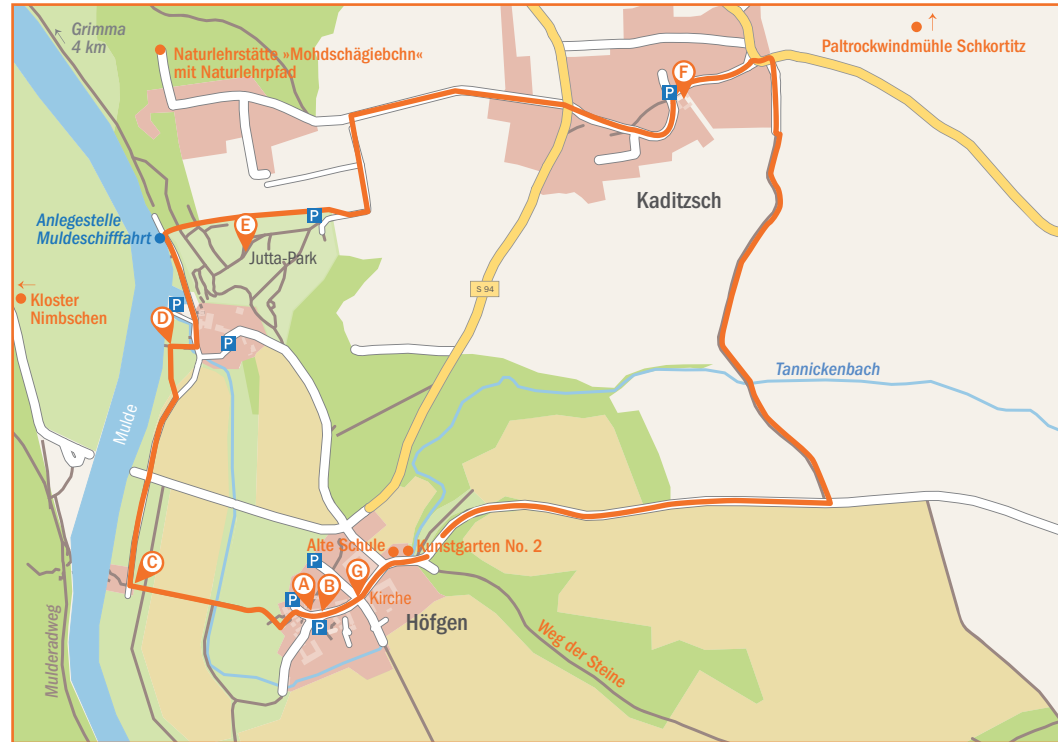 Grimma
4 km
Naturlehrstätte »Mohdschägiebchn«
mit Naturlehrpfad
Paltrockwindmühle Schkortitz
F
P
Kaditzsch
Anlegestelle
Muldeschifffahrt
P
E
Jutta-Park
S 94
Kloster
Nimbschen
P
D
P
Tannickenbach
Mulde
Alte Schule
Kunstgarten No. 2
P
C
G
A
B
P
Kirche
P
Höfgen
Mulderadweg
Weg der Steine